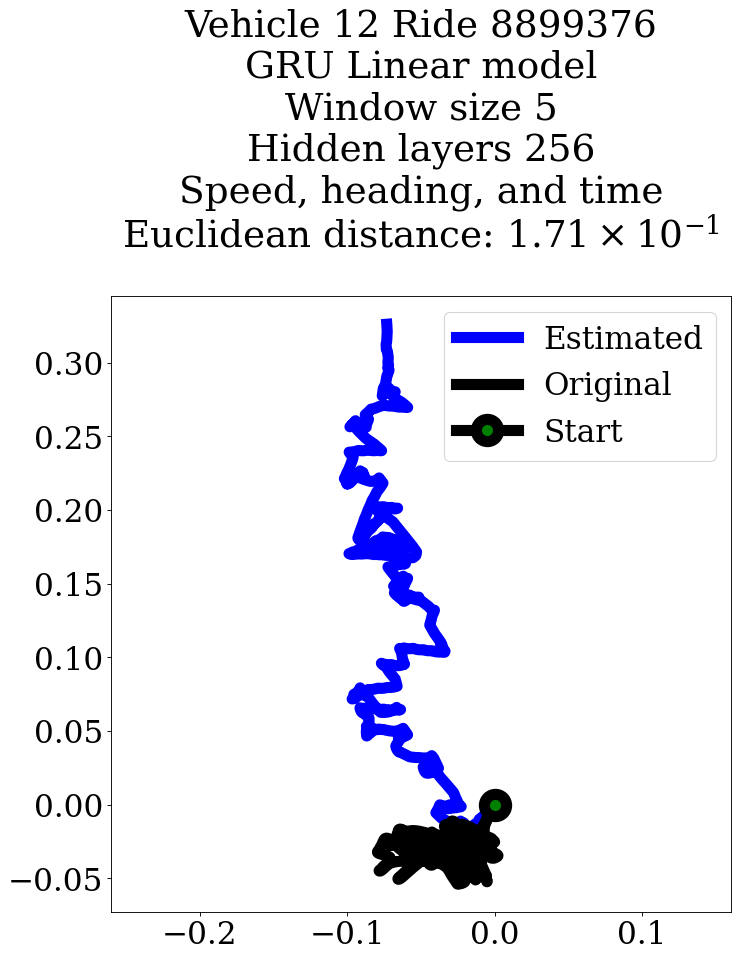 Vehicle 12 Ride 8899376
GRU Linear model
Window size 5
Hidden layers 256
Speed, heading, and time
Euclidean distance: 1.71 × 10⁻¹
Estimated
Original
Start
0.30
0.25
0.20
0.15
0.10
0.05
0.00
−0.05
−0.2 −0.1 0.0 0.1